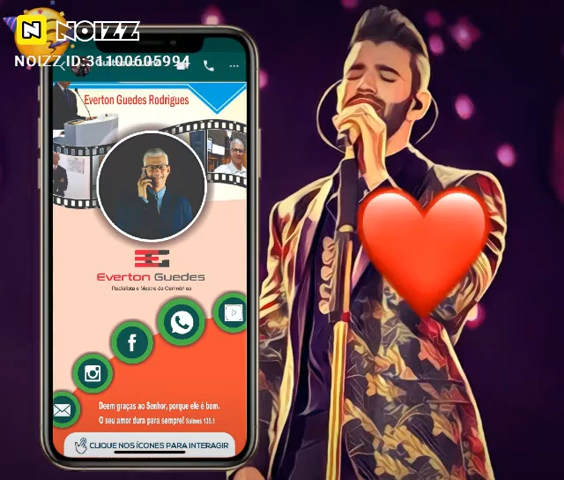 NOIZZ
NOIZZ ID:31100605994
Everton Guedes Rodrigues
EG
Everton Guedes
Radialista e Mestre de Cerimônias
Deem graças ao Senhor, porque ele é bom.
O seu amor dura para sempre! Salmos 136.1
CLIQUE NOS ÍCONES PARA INTERAGIR